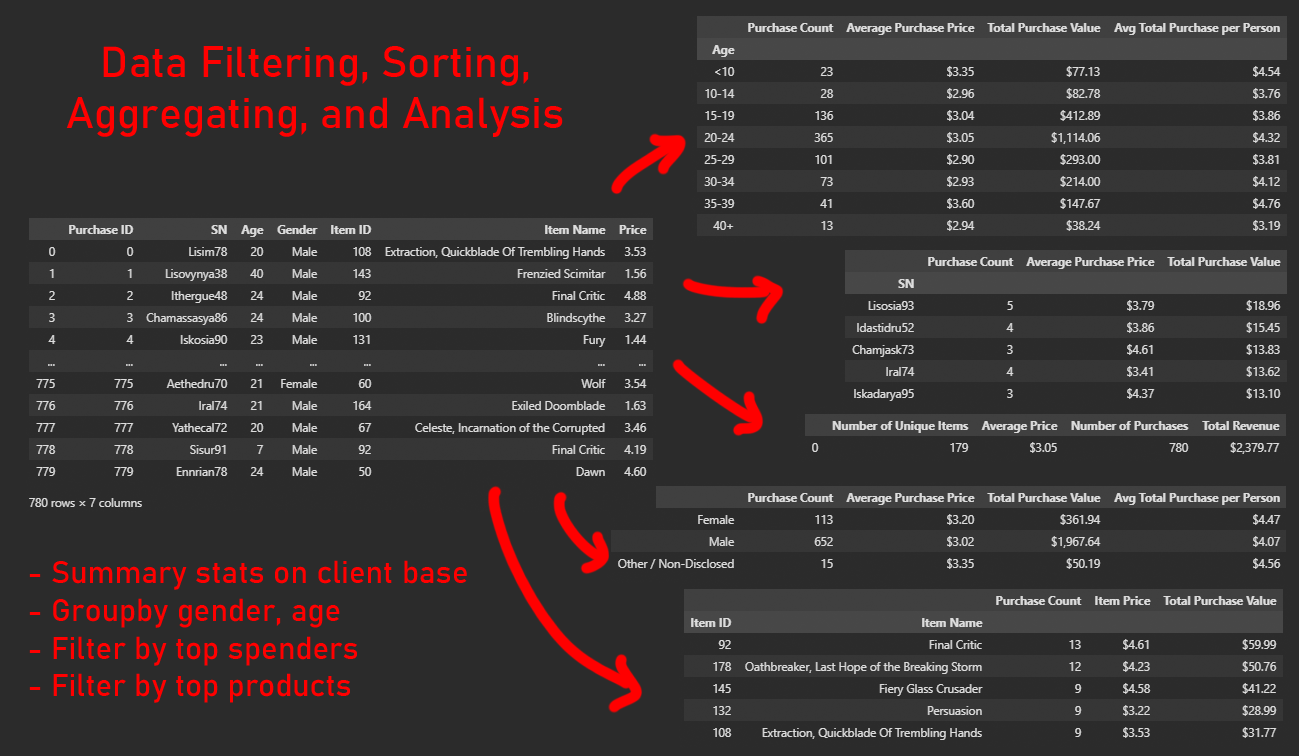 Data Filtering, Sorting,
Aggregating, and Analysis
Purchase ID SN Age Gender Item ID Item Name Price
0 0 Lisim78 20 Male 108 Extraction, Quickblade Of Trembling Hands 3.53
1 1 Lisovynya38 40 Male 143 Frenzied Scimitar 1.56
2 2 Ithergue48 24 Male 92 Final Critic 4.88
3 3 Chamassasya86 24 Male 100 Blindscythe 3.27
4 4 Iskosia90 23 Male 131 Fury 1.44
... ... ... ... ... ... ... ...
775 775 Aethedru70 21 Female 60 Wolf 3.54
776 776 Iral74 21 Male 164 Exiled Doomblade 1.63
777 777 Yathecal72 20 Male 67 Celeste, Incarnation of the Corrupted 3.46
778 778 Sisur91 7 Male 92 Final Critic 4.19
779 779 Ennrian78 24 Male 50 Dawn 4.60
780 rows × 7 columns
- Summary stats on client base
- Groupby gender, age
- Filter by top spenders
- Filter by top products
Purchase Count Average Purchase Price Total Purchase Value Avg Total Purchase per Person
Age
<10 23 $3.35 $77.13 $4.54
10-14 28 $2.96 $82.78 $3.76
15-19 136 $3.04 $412.89 $3.86
20-24 365 $3.05 $1,114.06 $4.32
25-29 101 $2.90 $293.00 $3.81
30-34 73 $2.93 $214.00 $4.12
35-39 41 $3.60 $147.67 $4.76
40+ 13 $2.94 $38.24 $3.19
Purchase Count Average Purchase Price Total Purchase Value
SN
Lisosia93 5 $3.79 $18.96
Idastidru52 4 $3.86 $15.45
Chamjask73 3 $4.61 $13.83
Iral74 4 $3.41 $13.62
Iskadarya95 3 $4.37 $13.10
Number of Unique Items Average Price Number of Purchases Total Revenue
0 179 $3.05 780 $2,379.77
Purchase Count Average Purchase Price Total Purchase Value Avg Total Purchase per Person
Female 113 $3.20 $361.94 $4.47
Male 652 $3.02 $1,967.64 $4.07
Other / Non-Disclosed 15 $3.35 $50.19 $4.56
Purchase Count Item Price Total Purchase Value
Item ID Item Name
92 Final Critic 13 $4.61 $59.99
178 Oathbreaker, Last Hope of the Breaking Storm 12 $4.23 $50.76
145 Fiery Glass Crusader 9 $4.58 $41.22
132 Persuasion 9 $3.22 $28.99
108 Extraction, Quickblade Of Trembling Hands 9 $3.53 $31.77